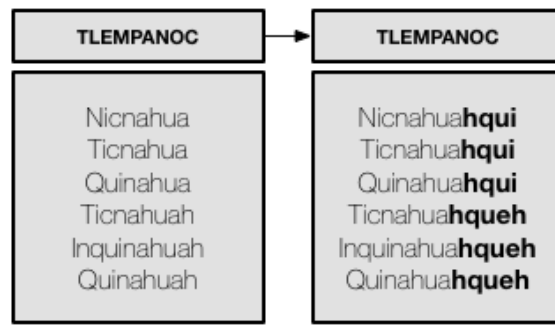 TLEMPANOC
Nicnahua
Ticnahua
Quinahua
Ticnahuah
Inquinahuah
Quinahuah
TLEMPANOC
Nicnahuahqui
Ticnahuahqui
Quinahuahqui
Ticnahuahqueh
Inquinahuahqueh
Quinahuahqueh